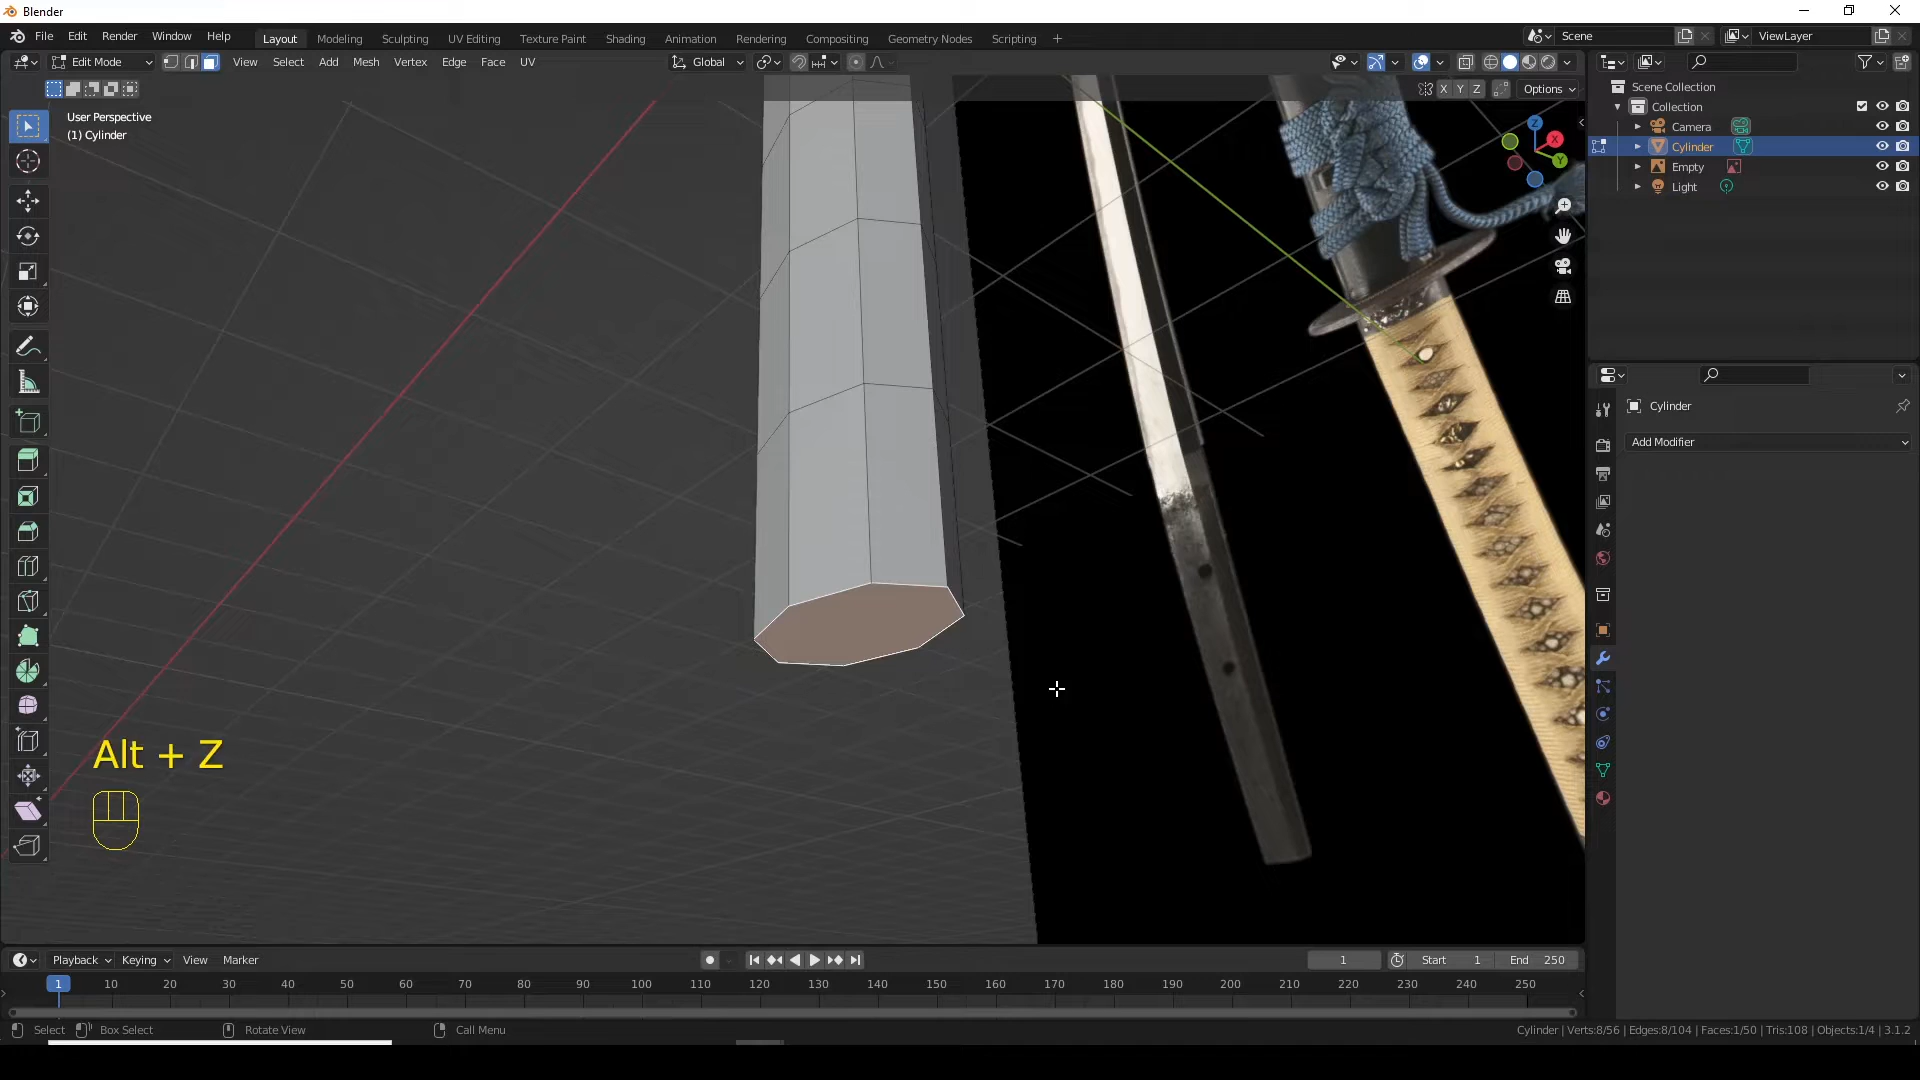 Blender
File Edit Render Window Help
Layout Modeling Sculpting UV Editing Texture Paint Shading Animation Rendering Compositing Geometry Nodes Scripting +
Scene
ViewLayer
Edit Mode
View Select Add Mesh Vertex Edge Face UV
Global
X Y Z
Options
User Perspective
(1) Cylinder
Z
X
Y
Scene Collection
Collection
Camera
Cylinder
Empty
Light
Cylinder
Add Modifier
Alt + Z
Playback Keying View Marker
1
Start 1
End 250
1 10 20 30 40 50 60 70 80 90 100 110 120 130 140 150 160 170 180 190 200 210 220 230 240 250
Select Box Select Rotate View Call Menu
Cylinder | Verts:8/56 | Edges:8/104 | Faces:1/50 | Tris:108 | Objects:1/4 | 3.1.2